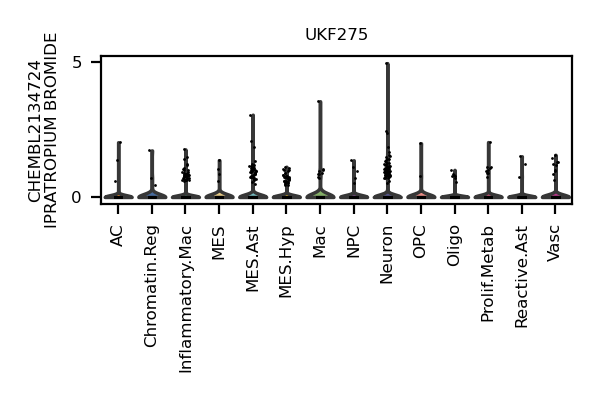 UKF275
CHEMBL2134724
IPRATROPIUM BROMIDE
5
0
AC
Chromatin.Reg
Inflammatory.Mac
MES
MES.Ast
MES.Hyp
Mac
NPC
Neuron
OPC
Oligo
Prolif.Metab
Reactive.Ast
Vasc